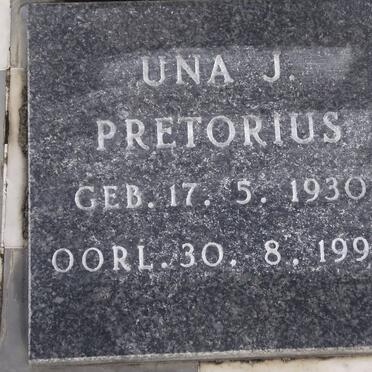 UNA J.
PRETORIUS
GEB. 17. 5. 1930
OORL. 30. 8. 199